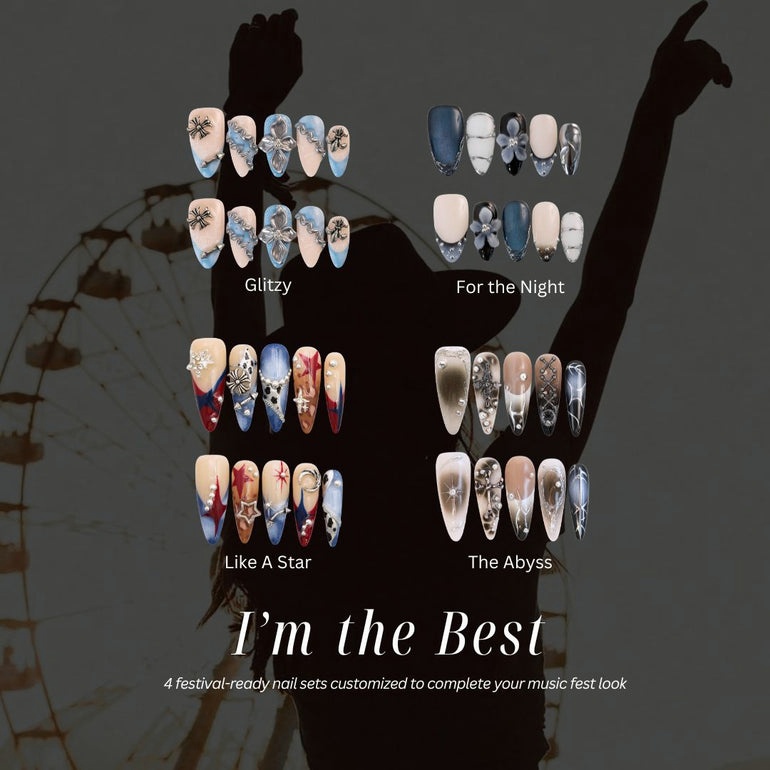 Glitzy
For the Night
Like A Star
The Abyss
I'm the Best
4 festival-ready nail sets customized to complete your music fest look